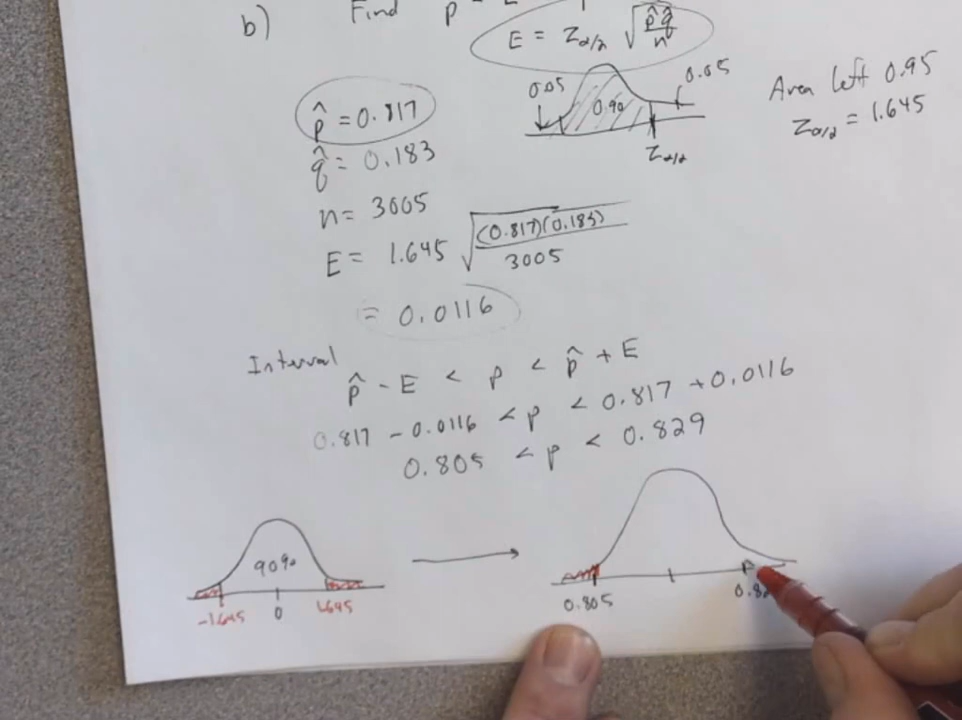 b) Find p
E = Zα/2 √(p̂q̂/n)
0.05 0.90 0.05
Zα/2
Area left 0.95
Zα/2 = 1.645
p̂ = 0.817
q̂ = 0.183
n = 3005
E = 1.645 √((0.817)(0.183)/3005)
= 0.0116
Interval
p̂ - E < p < p̂ + E
0.817 - 0.0116 < p < 0.817 + 0.0116
0.805 < p < 0.829
90%
-1.645 0 1.645
0.805 0.8